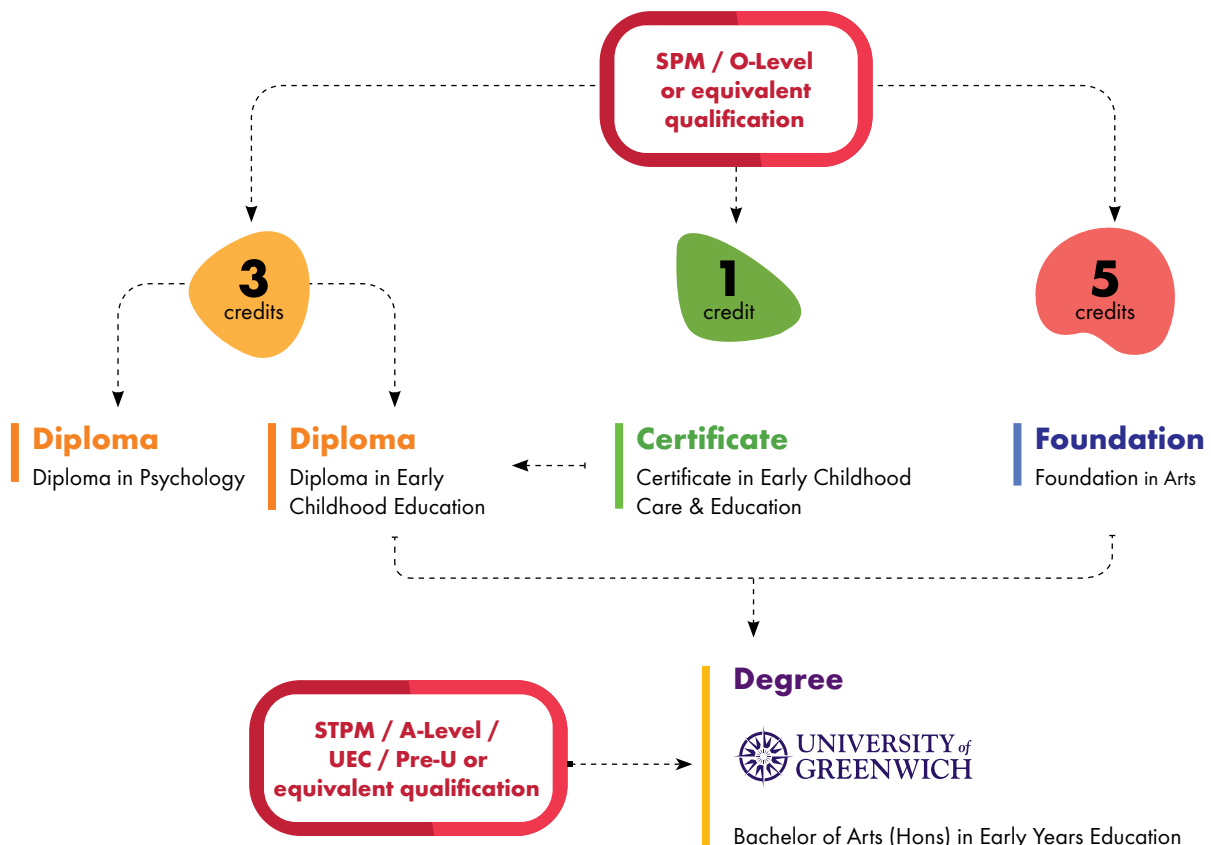 SPM / O-Level
or equivalent
qualification
3
credits
1
credit
5
credits
Diploma
Diploma in Psychology
Diploma
Diploma in Early
Childhood Education
Certificate
Certificate in Early Childhood
Care & Education
Foundation
Foundation in Arts
STPM / A-Level /
UEC / Pre-U or
equivalent qualification
Degree
UNIVERSITY of
GREENWICH
Bachelor of Arts (Hons) in Early Years Education